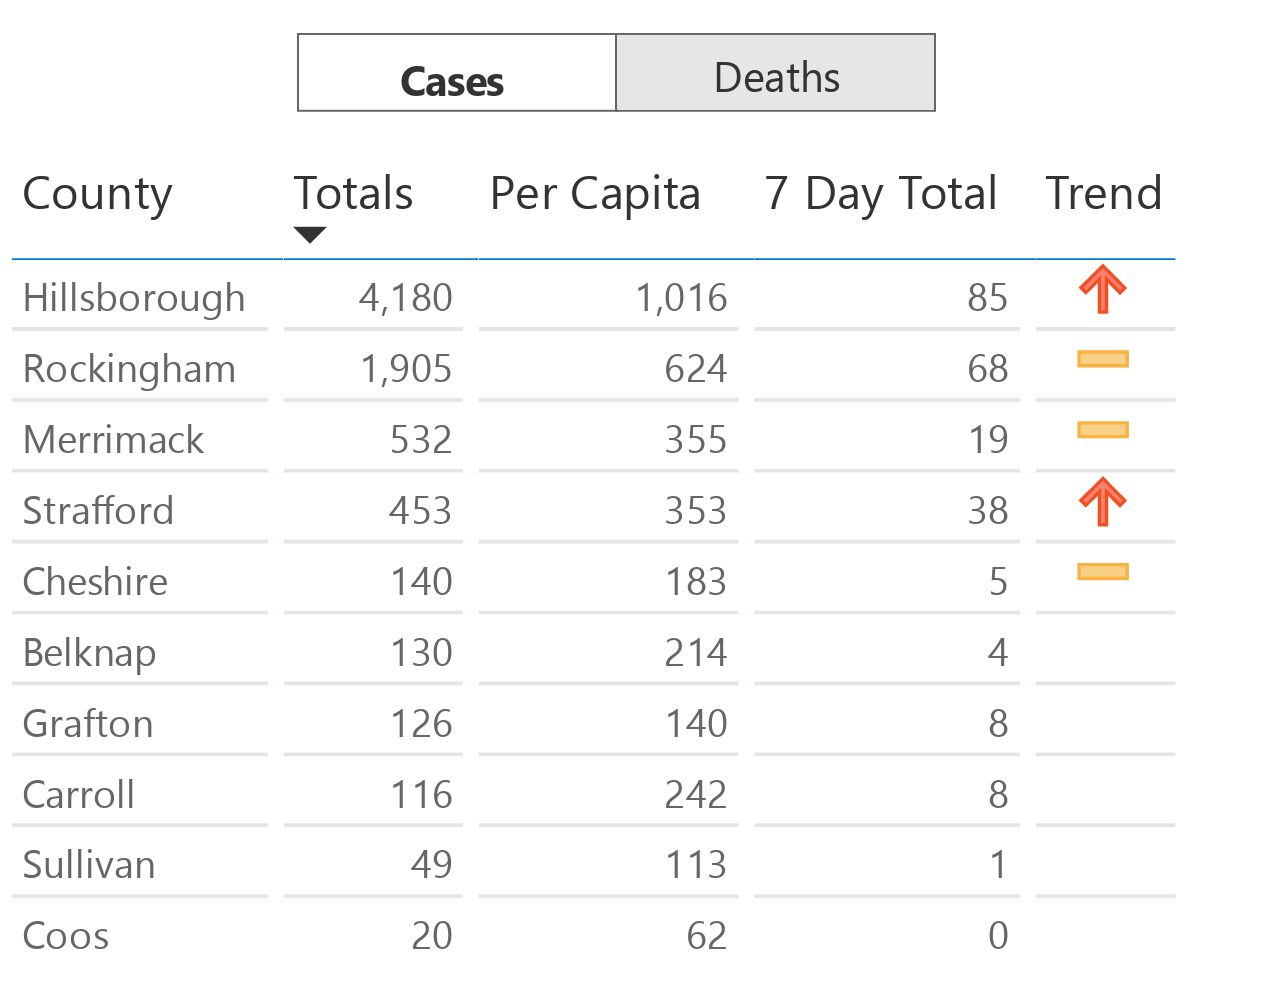 Cases Deaths
County Totals Per Capita 7 Day Total Trend
Hillsborough 4,180 1,016 85
Rockingham 1,905 624 68
Merrimack 532 355 19
Strafford 453 353 38
Cheshire 140 183 5
Belknap 130 214 4
Grafton 126 140 8
Carroll 116 242 8
Sullivan 49 113 1
Coos 20 62 0